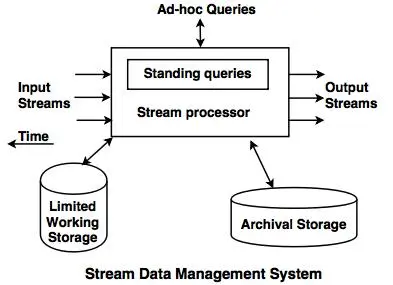 Ad-hoc Queries
Standing queries
Input
Streams
Stream processor
Output
Streams
Time
Limited
Working
Storage
Archival Storage
Stream Data Management System